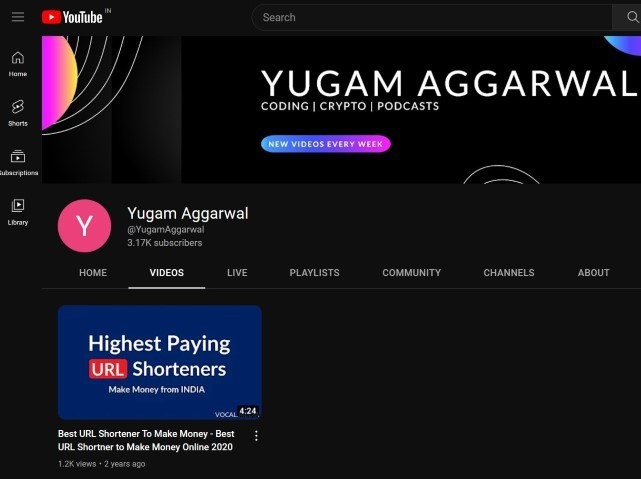 YouTube IN
Search
Home
Shorts
Subscriptions
Library
YUGAM AGGARWAL
CODING | CRYPTO | PODCASTS
NEW VIDEOS EVERY WEEK
Y
Yugam Aggarwal
@YugamAggarwal
3.17K subscribers
HOME VIDEOS LIVE PLAYLISTS COMMUNITY CHANNELS ABOUT
Highest Paying
URL Shorteners
Make Money from INDIA
VOCAL
4:24
Best URL Shortener To Make Money - Best
URL Shortner to Make Money Online 2020
1.2K views • 2 years ago